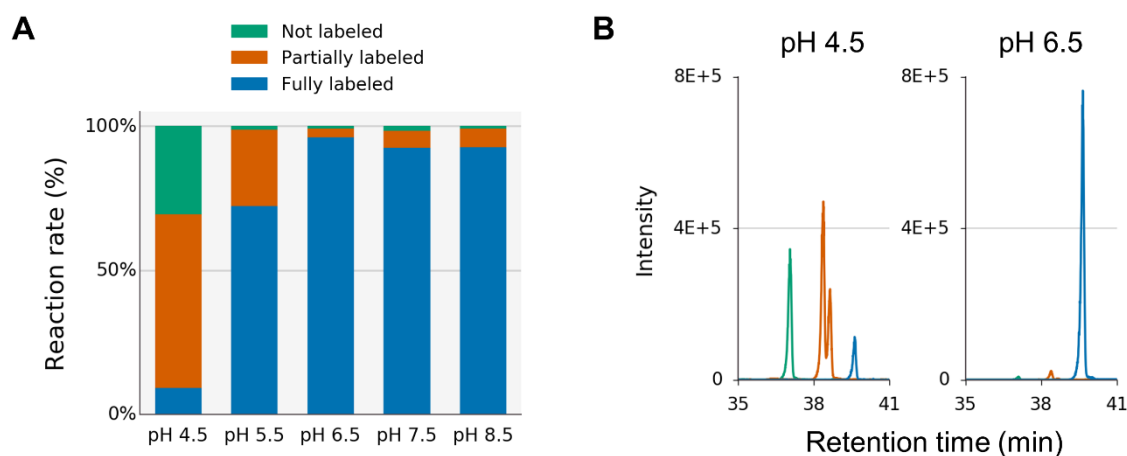 A
Not labeled
Partially labeled
Fully labeled
Reaction rate (%)
100%
50%
0%
pH 4.5 pH 5.5 pH 6.5 pH 7.5 pH 8.5
B
pH 4.5
pH 6.5
Intensity
8E+5
4E+5
0
35 38 41
8E+5
4E+5
0
35 38 41
Retention time (min)